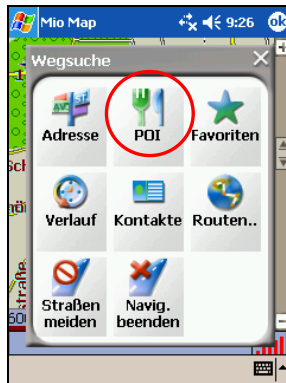 Mio Map 9:26 ok
Wegsuche
Adresse POI Favoriten
Verlauf Kontakte Routen..
Straßen Navig.
meiden beenden